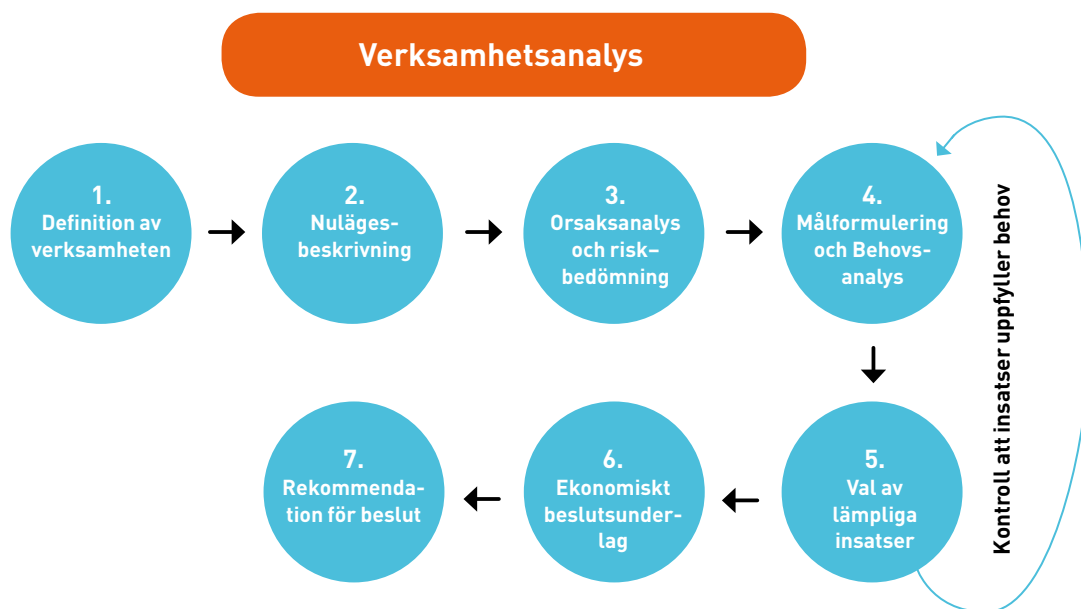 Verksamhetsanalys
1.
Definition av
verksamheten
2.
Nuläges-
beskrivning
3.
Orsaksanalys
och risk–
bedömning
4.
Målformulering
och Behovs-
analys
5.
Val av
lämpliga
insatser
6.
Ekonomiskt
beslutsunder-
lag
7.
Rekommenda-
tion för beslut
Kontroll att insatser uppfyller behov